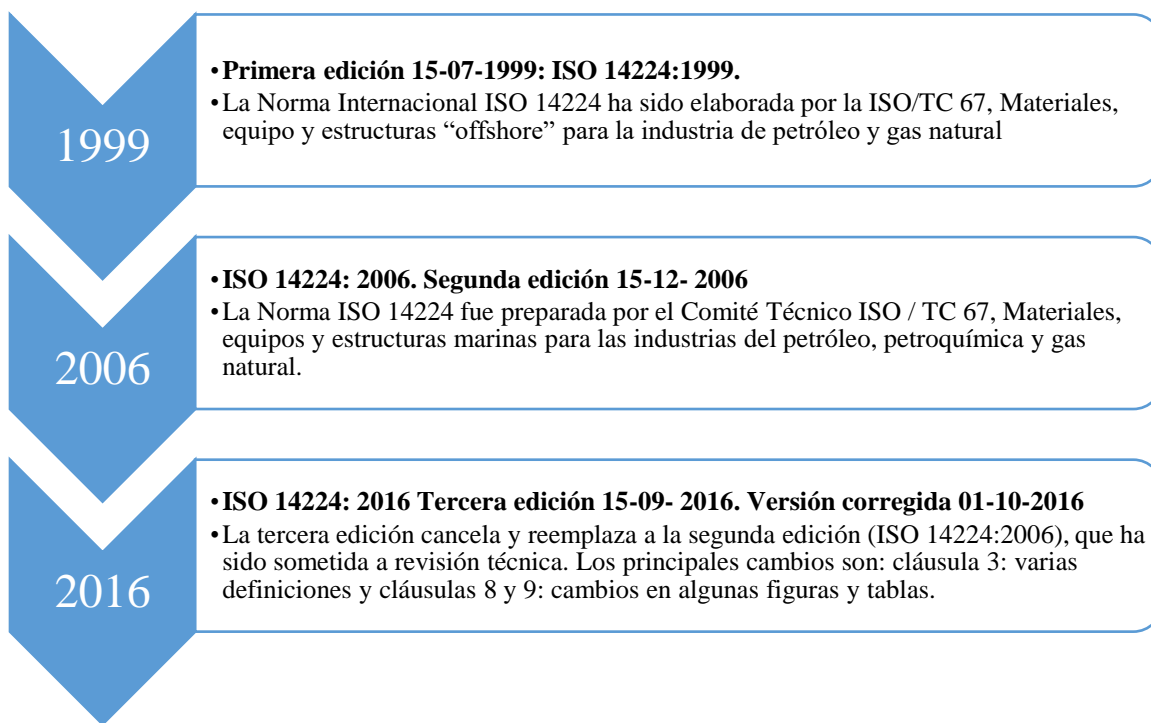 1999
•Primera edición 15-07-1999: ISO 14224:1999.
•La Norma Internacional ISO 14224 ha sido elaborada por la ISO/TC 67, Materiales,
equipo y estructuras “offshore” para la industria de petróleo y gas natural
2006
•ISO 14224: 2006. Segunda edición 15-12- 2006
•La Norma ISO 14224 fue preparada por el Comité Técnico ISO / TC 67, Materiales,
equipos y estructuras marinas para las industrias del petróleo, petroquímica y gas
natural.
2016
•ISO 14224: 2016 Tercera edición 15-09- 2016. Versión corregida 01-10-2016
•La tercera edición cancela y reemplaza a la segunda edición (ISO 14224:2006), que ha
sido sometida a revisión técnica. Los principales cambios son: cláusula 3: varias
definiciones y cláusulas 8 y 9: cambios en algunas figuras y tablas.